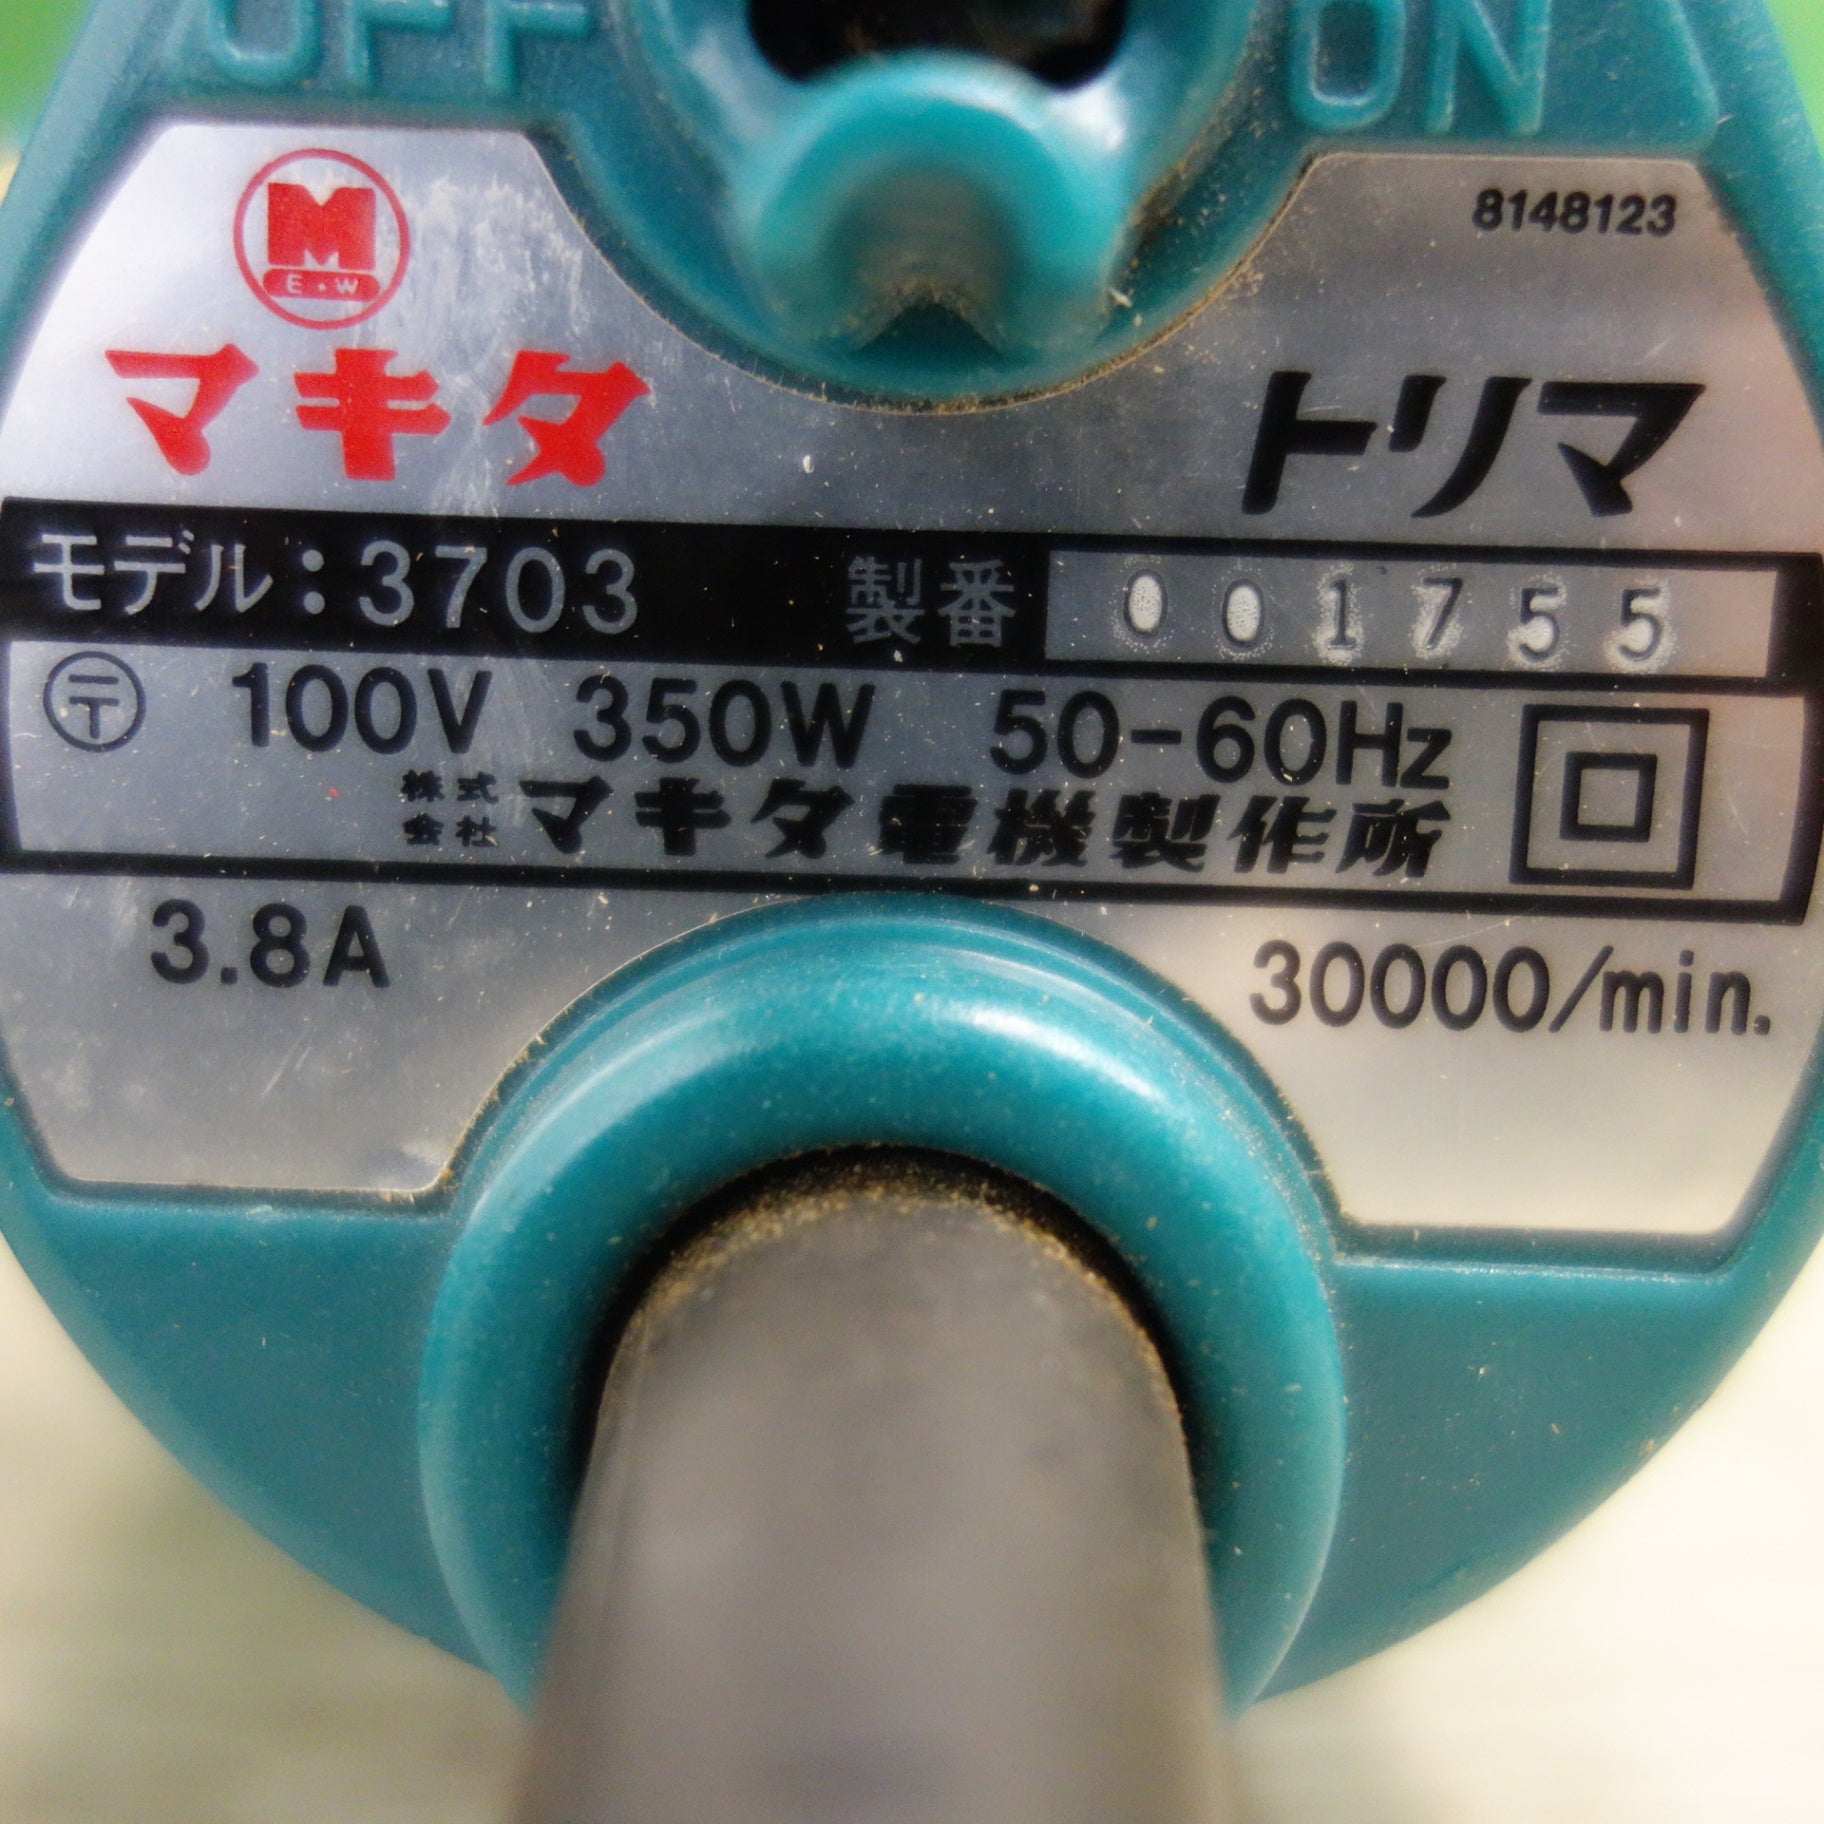 OFF ON
8148123
M
E・W
マキタ トリマ
モデル:3703 製番 001755
〒 100V 350W 50-60Hz
株式会社 マキタ電機製作所
3.8A 30000/min.